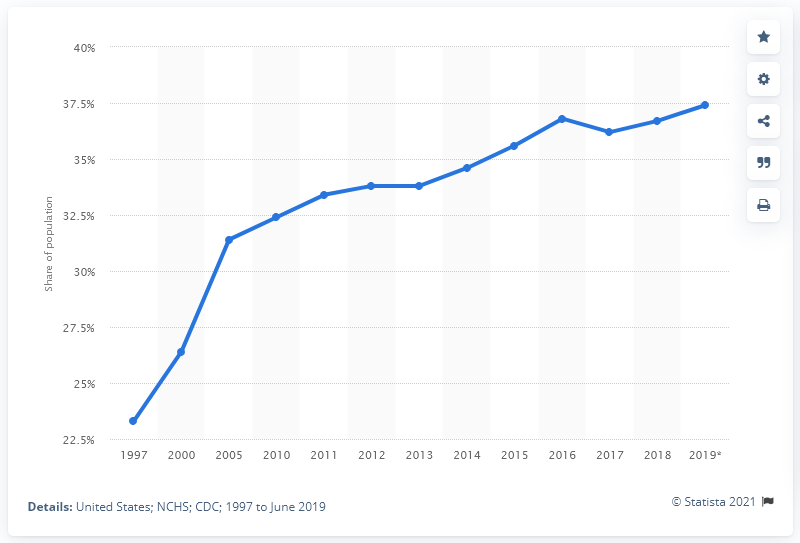 40%
37.5%
35%
32.5%
30%
27.5%
25%
22.5%
Share of population
1997 2000 2005 2010 2011 2012 2013 2014 2015 2016 2017 2018 2019*
Details: United States; NCHS; CDC; 1997 to June 2019
© Statista 2021